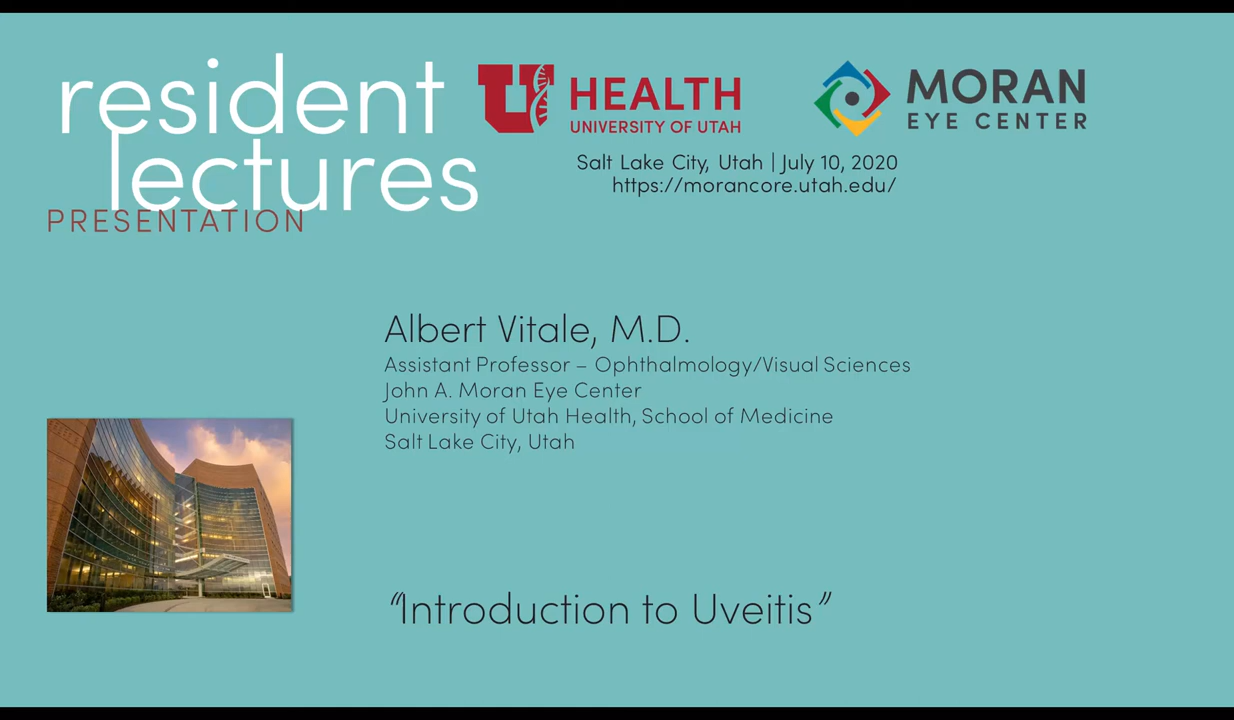 resident
lectures
PRESENTATION
U HEALTH
UNIVERSITY OF UTAH
MORAN
EYE CENTER
Salt Lake City, Utah | July 10, 2020
https://morancore.utah.edu/
Albert Vitale, M.D.
Assistant Professor – Ophthalmology/Visual Sciences
John A. Moran Eye Center
University of Utah Health, School of Medicine
Salt Lake City, Utah
“Introduction to Uveitis”